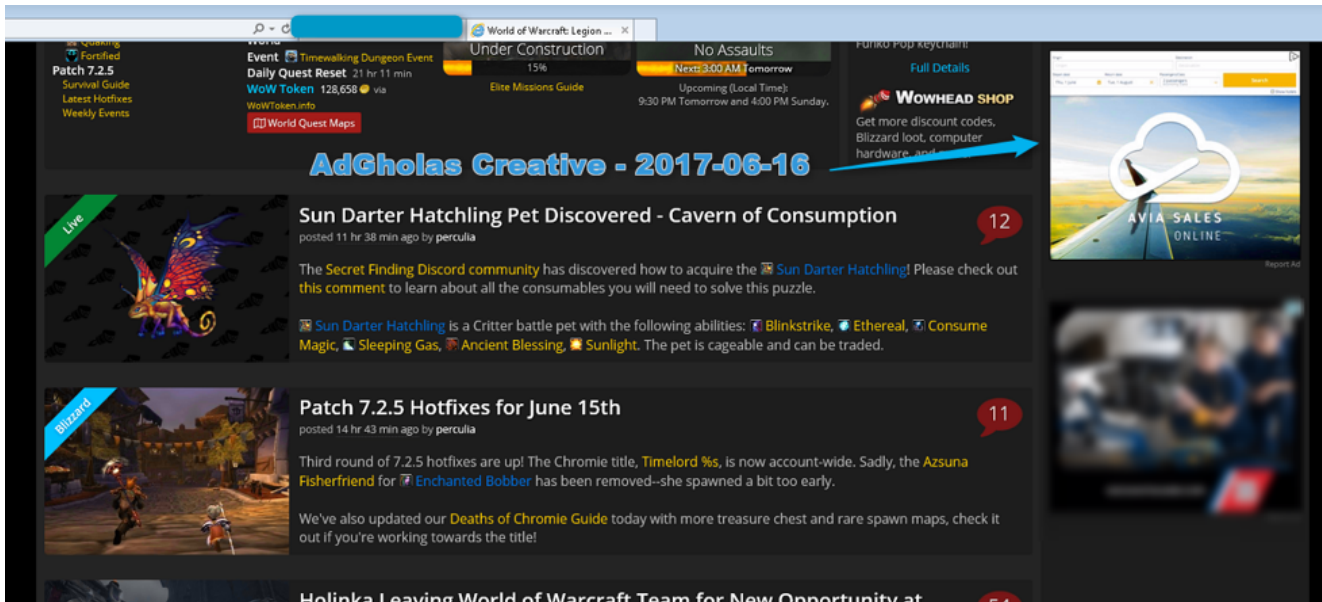 World of Warcraft: Legion ...
Quaking
Fortified
Patch 7.2.5
Survival Guide
Latest Hotfixes
Weekly Events
World
Event Timewalking Dungeon Event
Daily Quest Reset 21 hr 11 min
WoW Token 128,658 via
WoWToken.info
World Quest Maps
Under Construction
15%
Elite Missions Guide
No Assaults
Next: 3:00 AM Tomorrow
Upcoming (Local Time):
9:30 PM Tomorrow and 4:00 PM Sunday.
Funko Pop keychain!
Full Details
WOWHEAD SHOP
Get more discount codes,
Blizzard loot, computer
hardware, and
Search
AVIA SALES
ONLINE
Report Ad
AdGholas Creative - 2017-06-16
Live
Sun Darter Hatchling Pet Discovered - Cavern of Consumption
12
posted 11 hr 38 min ago by perculia
The Secret Finding Discord community has discovered how to acquire the Sun Darter Hatchling! Please check out
this comment to learn about all the consumables you will need to solve this puzzle.
Sun Darter Hatchling is a Critter battle pet with the following abilities: Blinkstrike, Ethereal, Consume
Magic, Sleeping Gas, Ancient Blessing, Sunlight. The pet is cageable and can be traded.
Blizzard
Patch 7.2.5 Hotfixes for June 15th
11
posted 14 hr 43 min ago by perculia
Third round of 7.2.5 hotfixes are up! The Chromie title, Timelord %s, is now account-wide. Sadly, the Azsuna
Fisherfriend for Enchanted Bobber has been removed--she spawned a bit too early.
We've also updated our Deaths of Chromie Guide today with more treasure chest and rare spawn maps, check it
out if you're working towards the title!
Holinka Leaving World of Warcraft Team for New Opportunity at
54